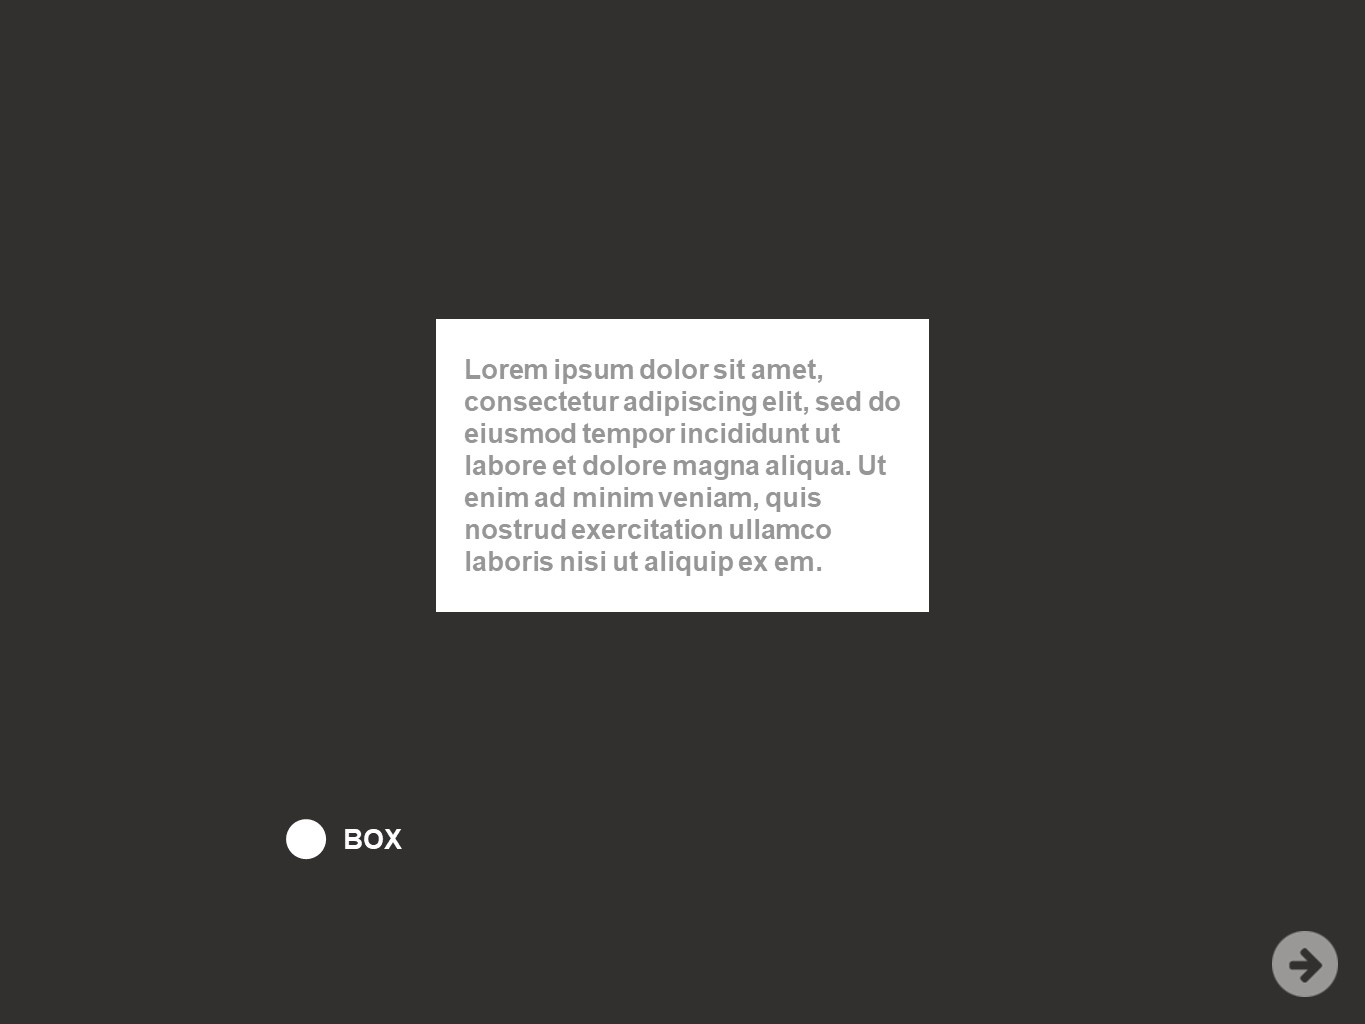 Lorem ipsum dolor sit amet,
consectetur adipiscing elit, sed do
eiusmod tempor incididunt ut
labore et dolore magna aliqua. Ut
enim ad minim veniam, quis
nostrud exercitation ullamco
laboris nisi ut aliquip ex em.
BOX